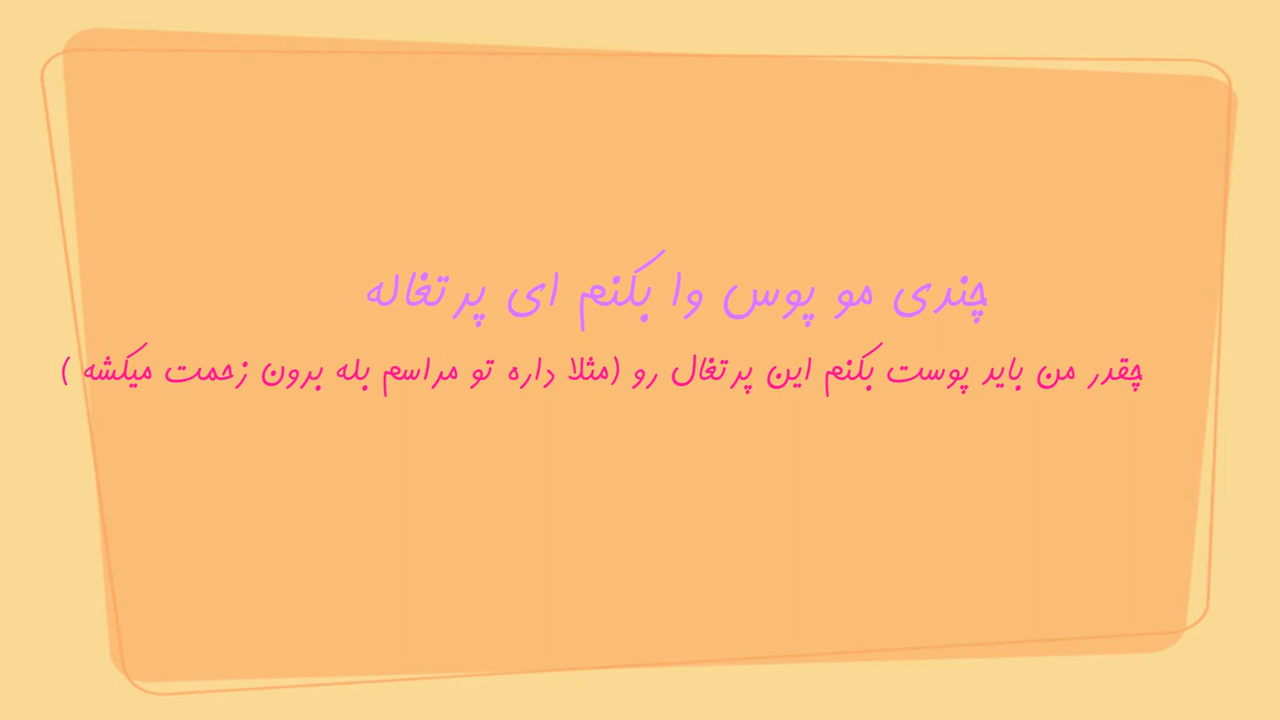 چندی مو پوس وا بکنم ای پرتغاله
چقدر من باید پوست بکنم این پرتغال رو (مثلا داره تو مراسم بله برون زحمت میکشه )